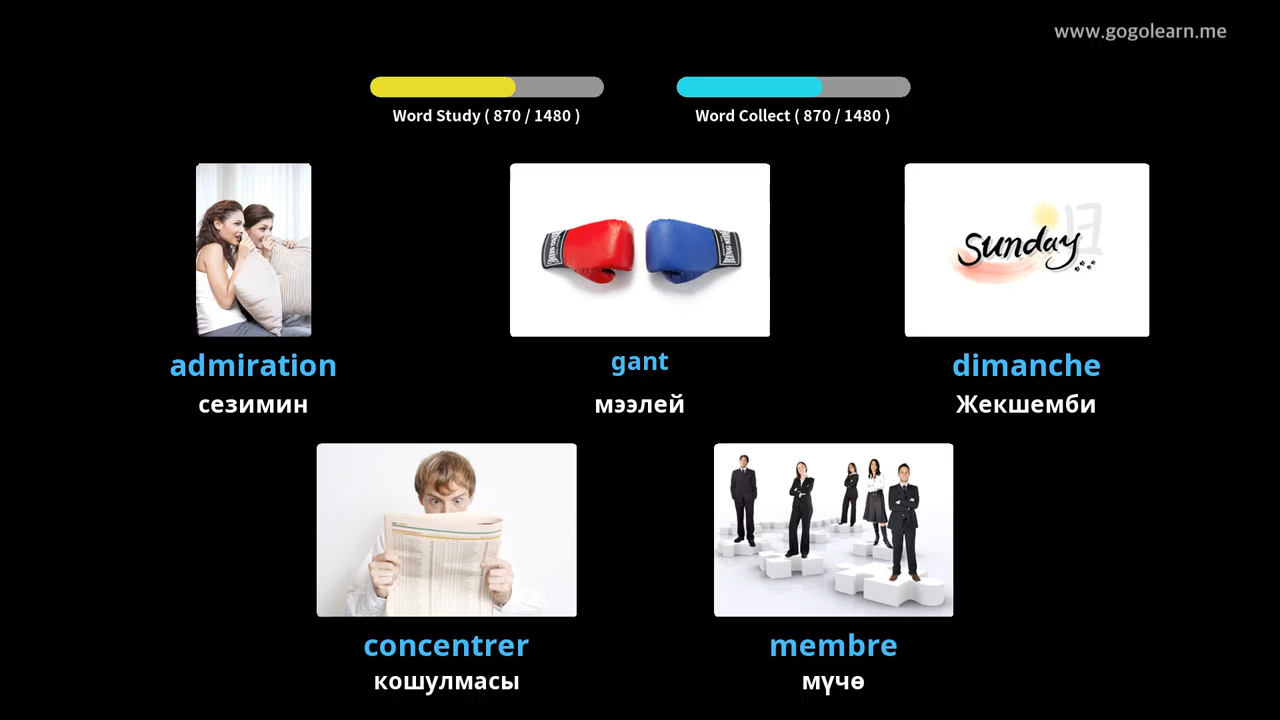 www.gogolearn.me
Word Study ( 870 / 1480 )
Word Collect ( 870 / 1480 )
Sunday
admiration
сезимин
gant
мээлей
dimanche
Жекшемби
concentrer
кошулмасы
membre
мүчө